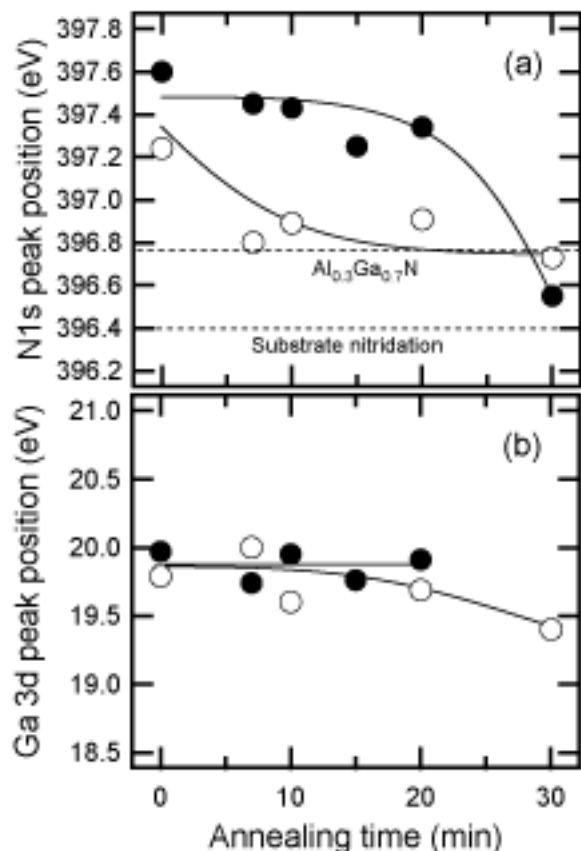 397.8
397.6
397.4
397.2
397.0
396.8
396.6
396.4
396.2
N1s peak position (eV)
(a)
Al0.3Ga0.7N
Substrate nitridation
21.0
20.5
20.0
19.5
19.0
18.5
Ga 3d peak position (eV)
(b)
0 10 20 30
Annealing time (min)